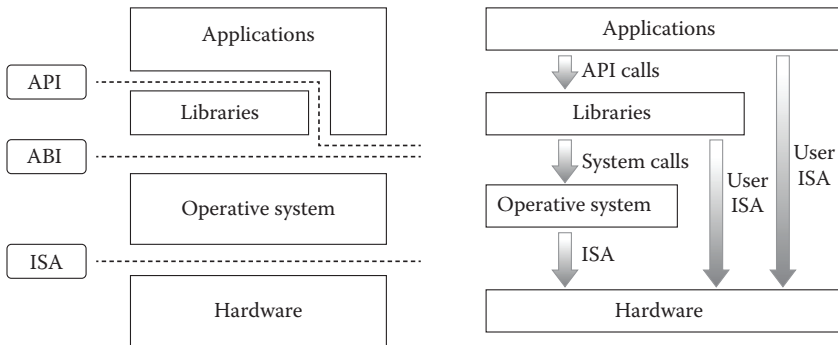 Applications
API
Libraries
ABI
Operative system
ISA
Hardware
Applications
API calls
Libraries
System calls
User
ISA
User
ISA
Operative system
ISA
Hardware